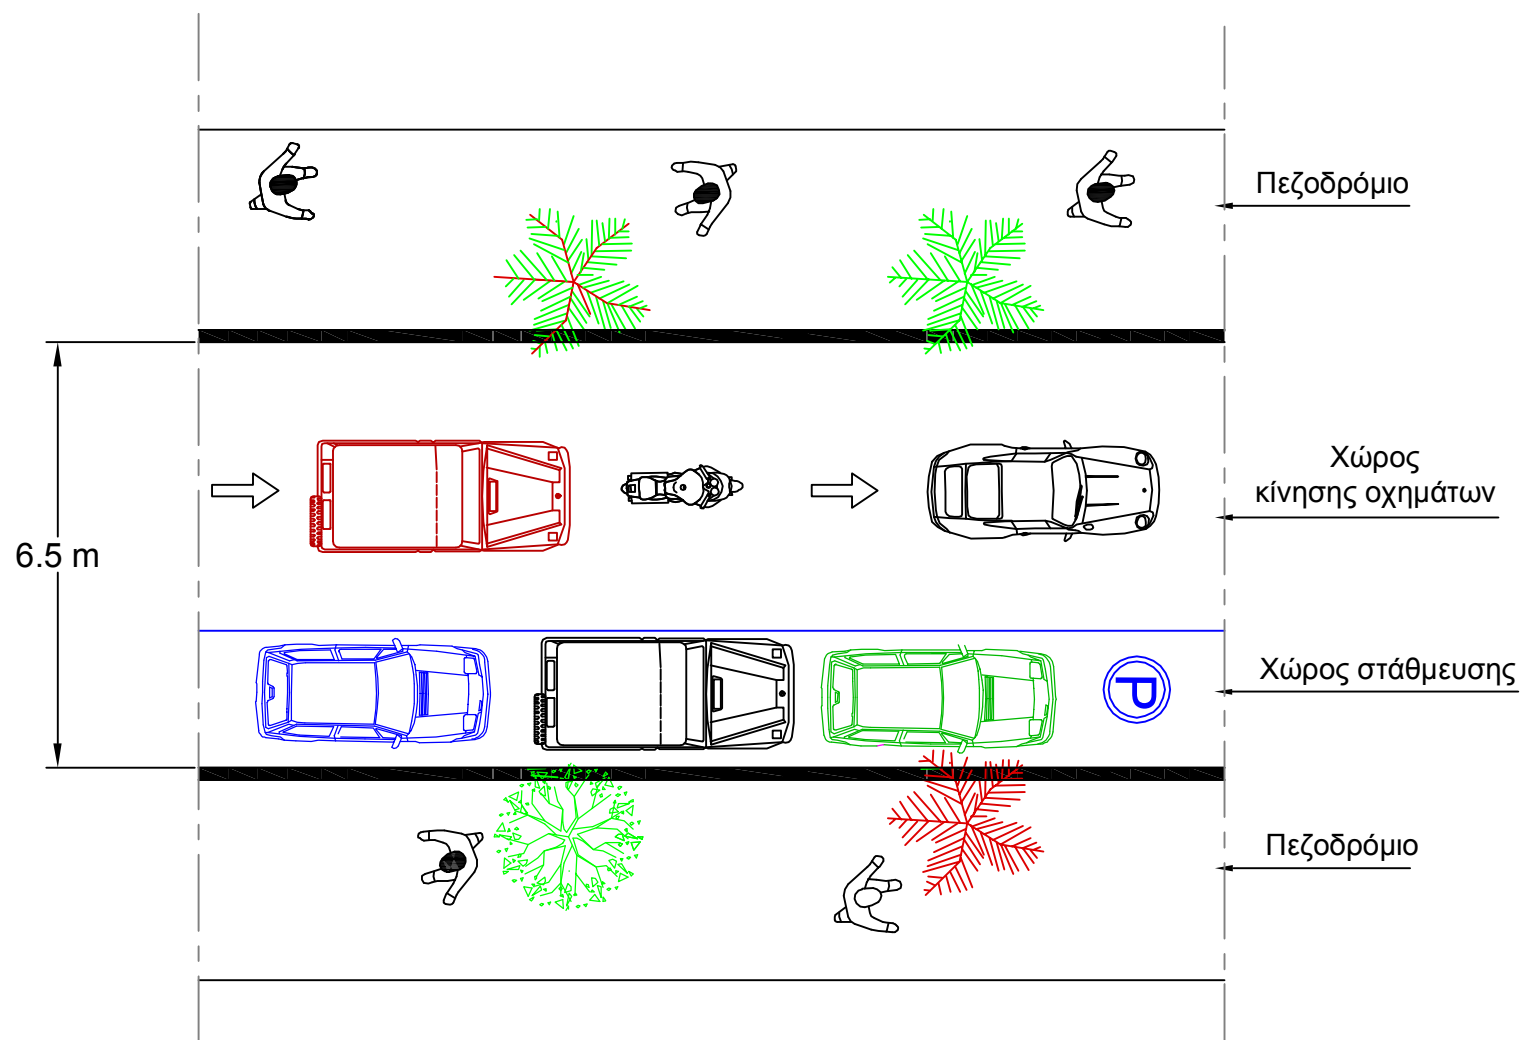 Πεζοδρόμιο
Χώρος
κίνησης οχημάτων
6.5 m
Χώρος στάθμευσης
P
Πεζοδρόμιο